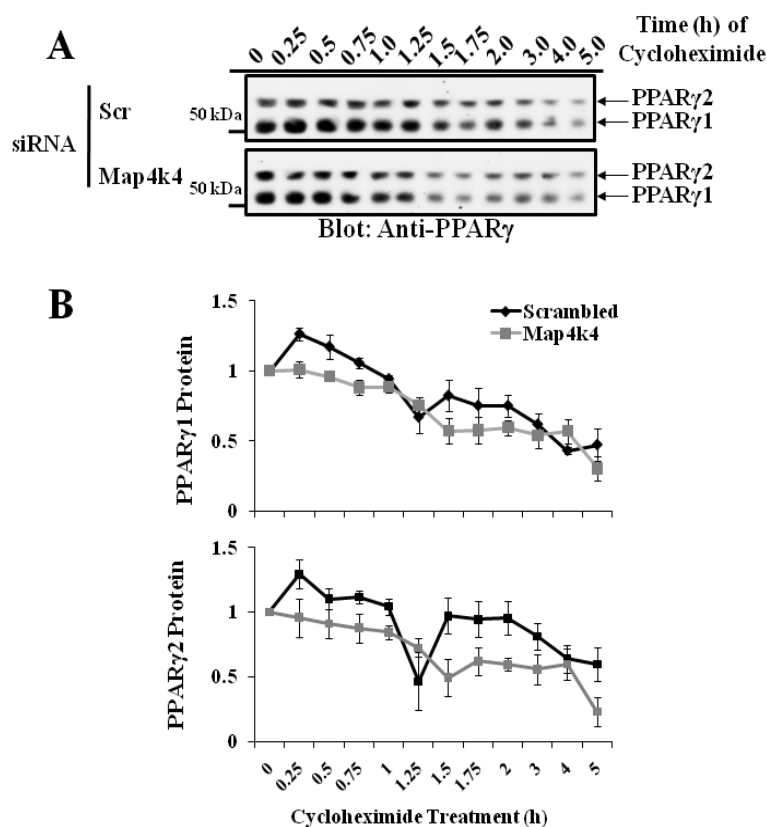 A
Time (h) of
Cycloheximide
0 0.25 0.5 0.75 1.0 1.25 1.5 1.75 2.0 3.0 4.0 5.0
siRNA
Scr
50 kDa
PPARγ2
PPARγ1
Map4k4
50 kDa
PPARγ2
PPARγ1
Blot: Anti-PPARγ
B
Scrambled
Map4k4
PPARγ1 Protein
1.5
1
0.5
0
PPARγ2 Protein
1.5
1
0.5
0
0 0.25 0.5 0.75 1 1.25 1.5 1.75 2 3 4 5
Cycloheximide Treatment (h)